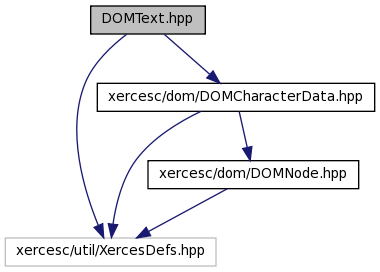 DOMText.hpp
xercesc/dom/DOMCharacterData.hpp
xercesc/dom/DOMNode.hpp
xercesc/util/XercesDefs.hpp